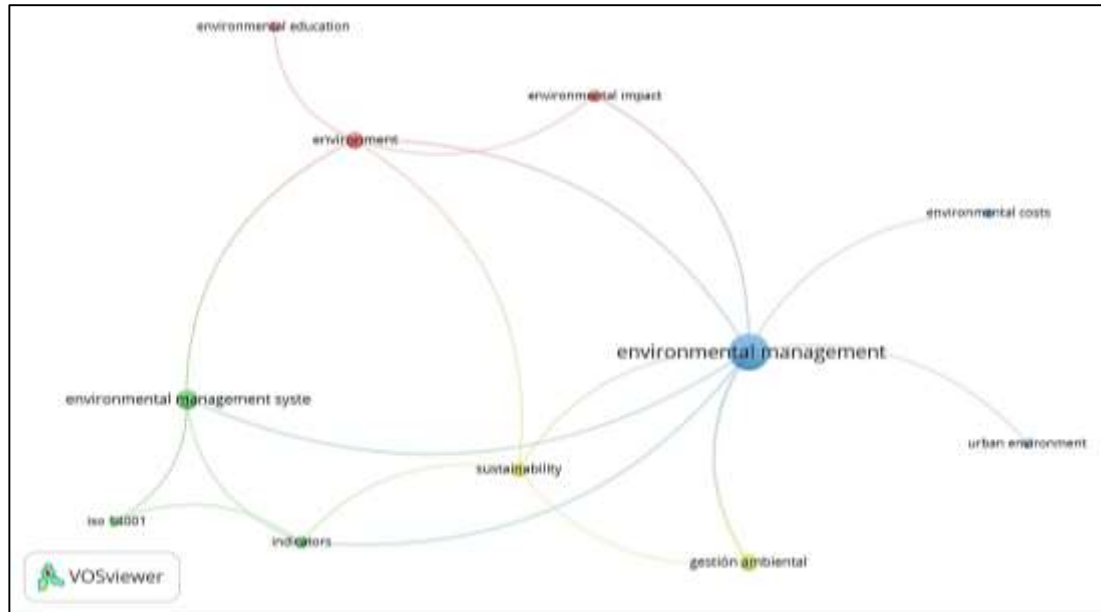 environmental education
environmental impact
environment
environmental costs
environmental management
environmental management syste
urban environment
sustainability
iso 14001
indicators
gestión ambiental
VOSviewer